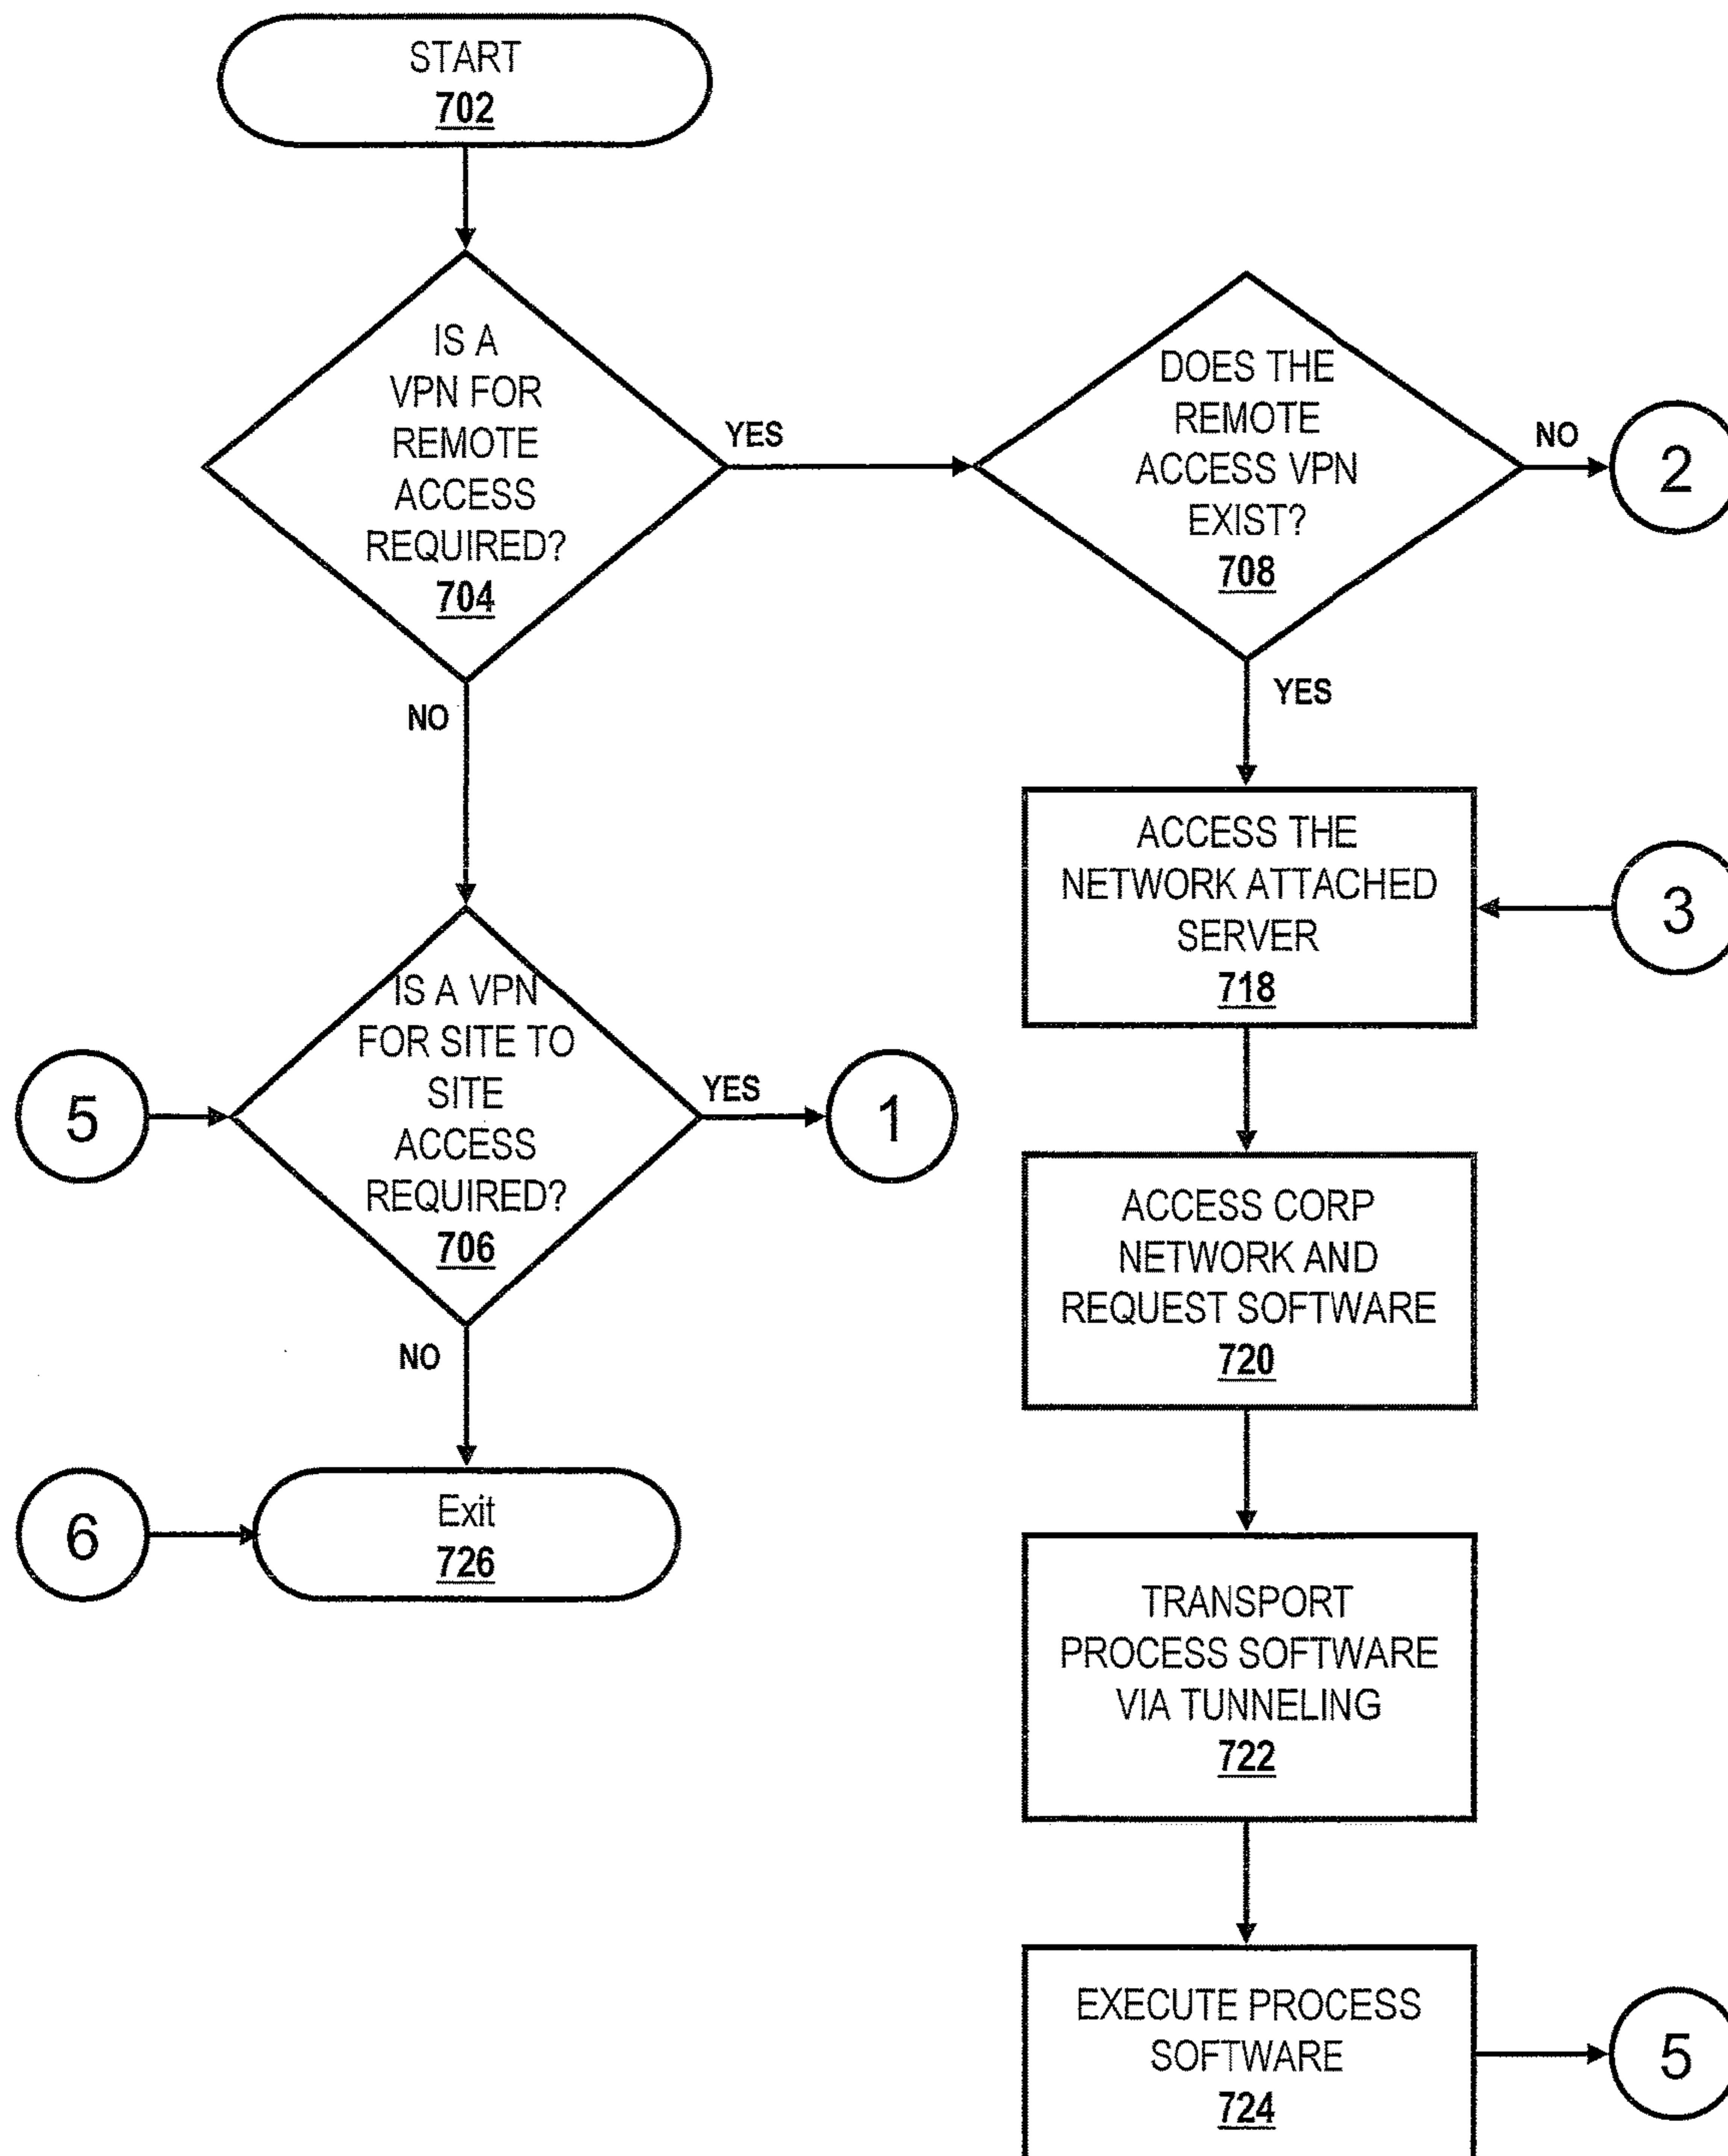 START
702
IS A
VPN FOR
REMOTE
ACCESS
REQUIRED?
704
YES
NO
DOES THE
REMOTE
ACCESS VPN
EXIST?
708
NO
2
YES
ACCESS THE
NETWORK ATTACHED
SERVER
718
3
5
IS A VPN
FOR SITE TO
SITE
ACCESS
REQUIRED?
706
YES
1
NO
ACCESS CORP
NETWORK AND
REQUEST SOFTWARE
720
6
Exit
726
TRANSPORT
PROCESS SOFTWARE
VIA TUNNELING
722
EXECUTE PROCESS
SOFTWARE
724
5